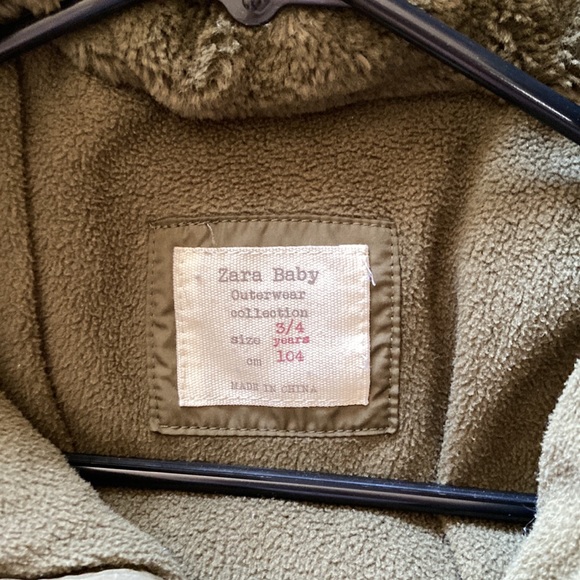 Zara Baby
Outerwear
collection
size 3/4 years
cm 104
MADE IN CHINA